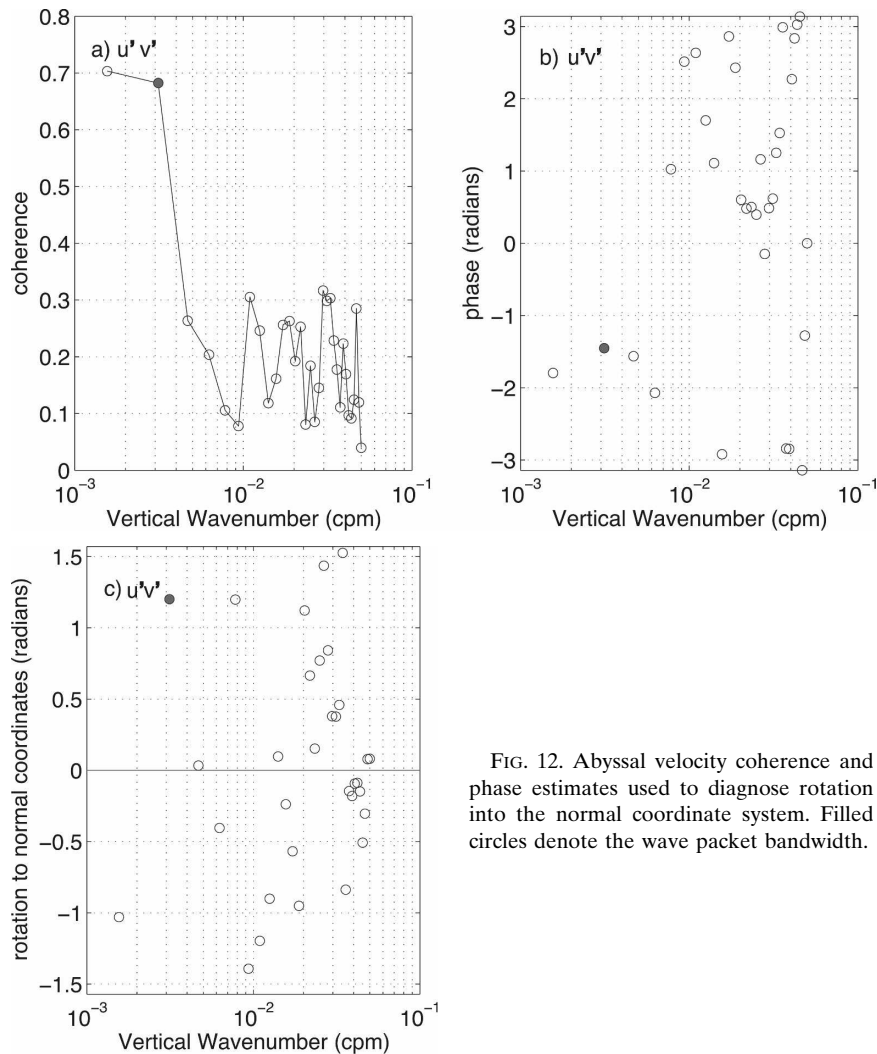 0.8
0.7
0.6
0.5
0.4
0.3
0.2
0.1
0
a) u' v'
coherence
10⁻³
10⁻²
10⁻¹
Vertical Wavenumber (cpm)
3
2
1
0
−1
−2
−3
b) u'v'
phase (radians)
10⁻³
10⁻²
10⁻¹
Vertical Wavenumber (cpm)
1.5
1
0.5
0
−0.5
−1
−1.5
c) u'v'
rotation to normal coordinates (radians)
10⁻³
10⁻²
10⁻¹
Vertical Wavenumber (cpm)
FIG. 12. Abyssal velocity coherence and
phase estimates used to diagnose rotation
into the normal coordinate system. Filled
circles denote the wave packet bandwidth.